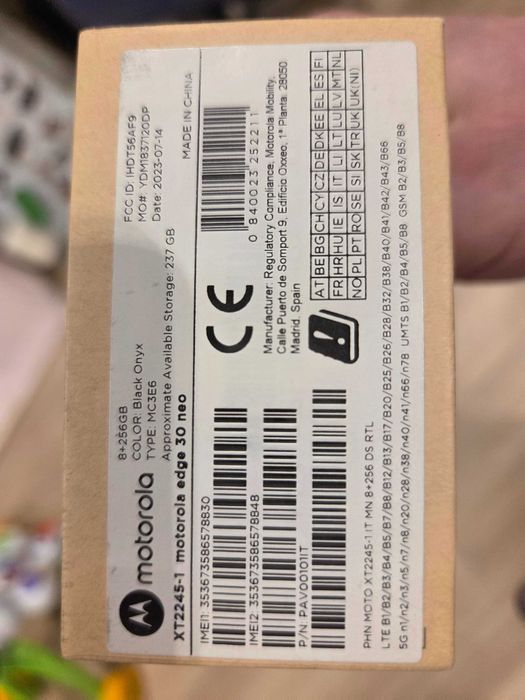 motorola
8+256GB
COLOR: Black Onyx
TYPE: MC3E6
Approximate Available Storage: 237 GB
FCC ID: IHDT56AF9
MO#: YDM1837120DP
Date: 2023-07-14
XT2245-1 motorola edge 30 neo
MADE IN CHINA
IMEI1: 353673586578830
IMEI2: 353673586578848
P/N: PAV00101IT
CE
0 840023 252211
Manufacturer: Regulatory Compliance, Motorola Mobility,
Calle Puerto de Somport 9, Edificio Oxxeo, 1ª Planta, 28050
Madrid, Spain
AT BE BG CH CY CZ DE DK EE EL ES FI
FR HR HU IE IS IT LI LT LU LV MT NL
NO PL PT RO SE SI SK TR UK UK(NI)
PHN MOTO XT2245-1 IT MN 8+256 DS RTL
LTE B1/B2/B3/B4/B5/B7/B8/B12/B13/B17/B20/B25/B26/B28/B32/B38/B40/B41/B42/B43/B66
5G n1/n2/n3/n5/n7/n8/n20/n28/n38/n40/n41/n66/n78 UMTS B1/B2/B4/B5/B8 GSM B2/B3/B5/B8